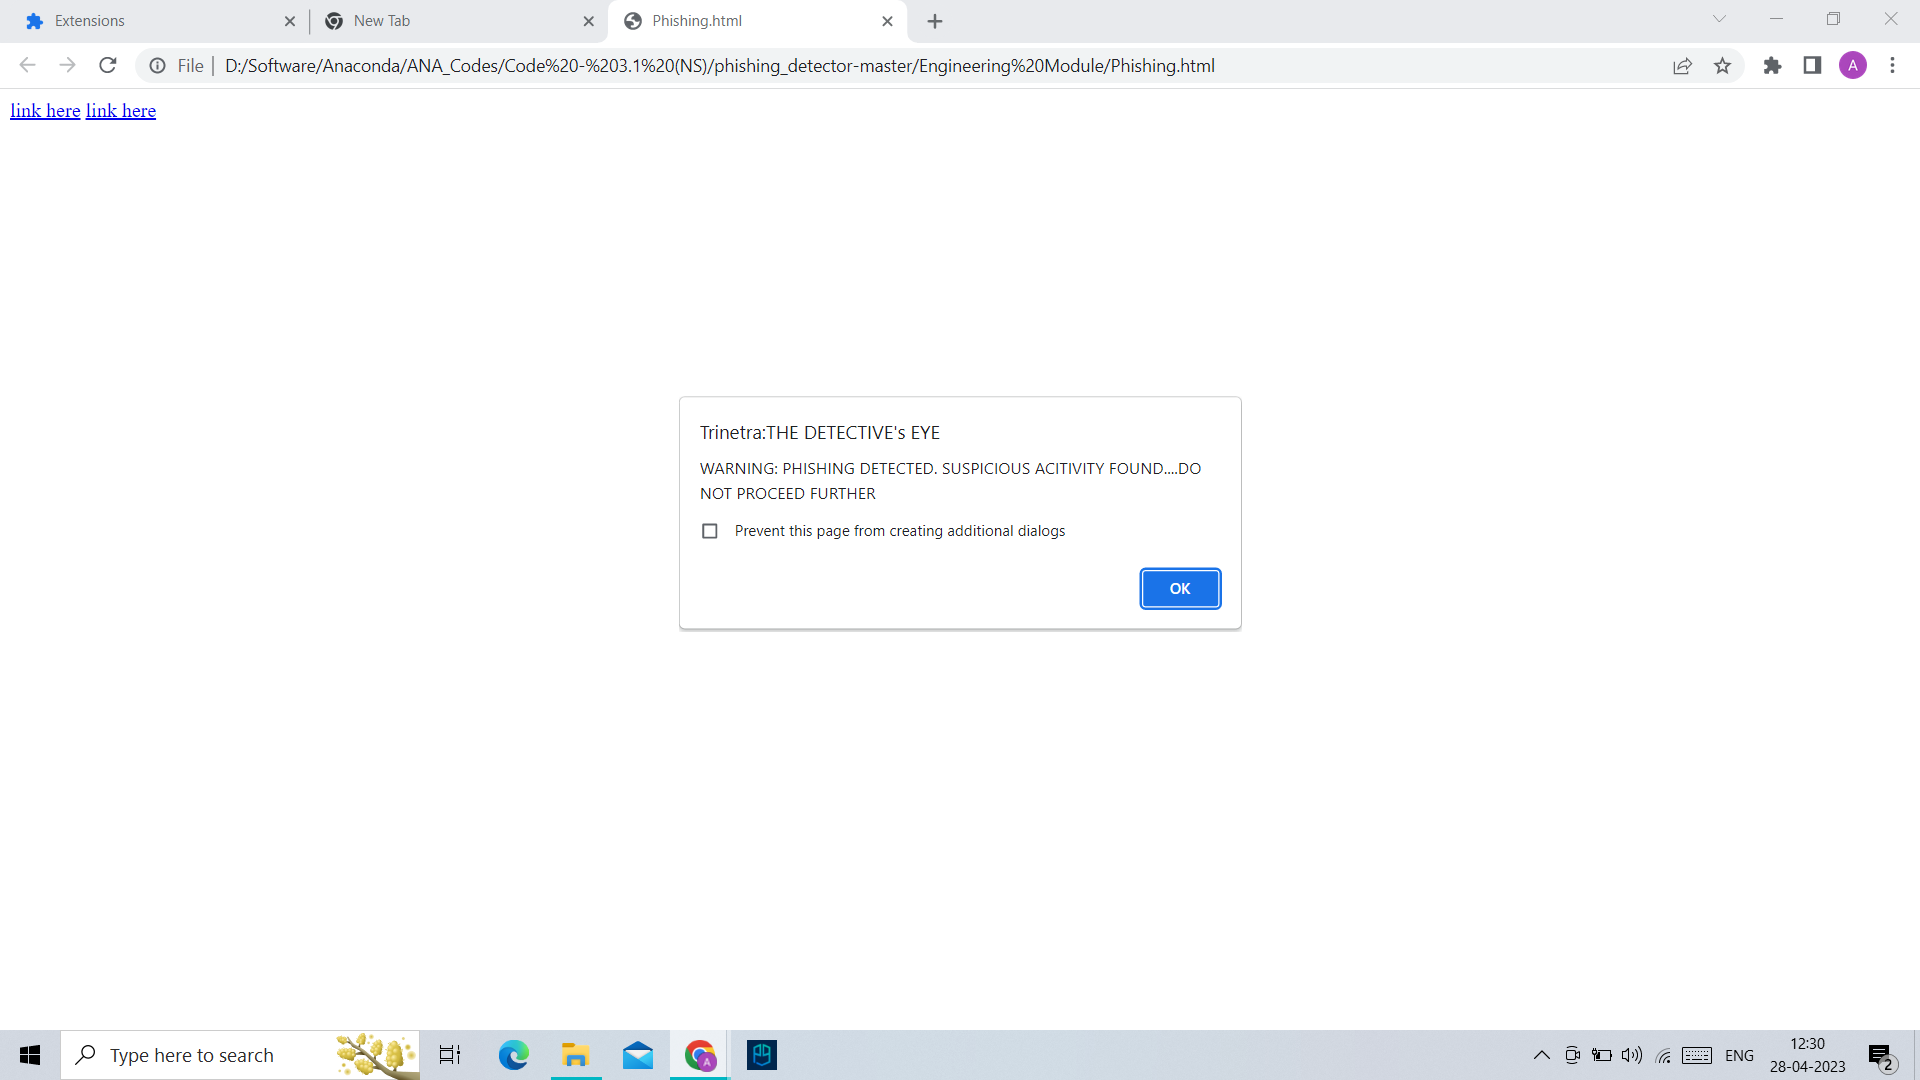 Extensions
New Tab
Phishing.html
File
D:/Software/Anaconda/ANA_Codes/Code%20-%203.1%20(NS)/phishing_detector-master/Engineering%20Module/Phishing.html
A
link here link here
Trinetra:THE DETECTIVE's EYE
WARNING: PHISHING DETECTED. SUSPICIOUS ACITIVITY FOUND....DO
NOT PROCEED FURTHER
Prevent this page from creating additional dialogs
OK
Type here to search
A
ENG
12:30
28-04-2023
2